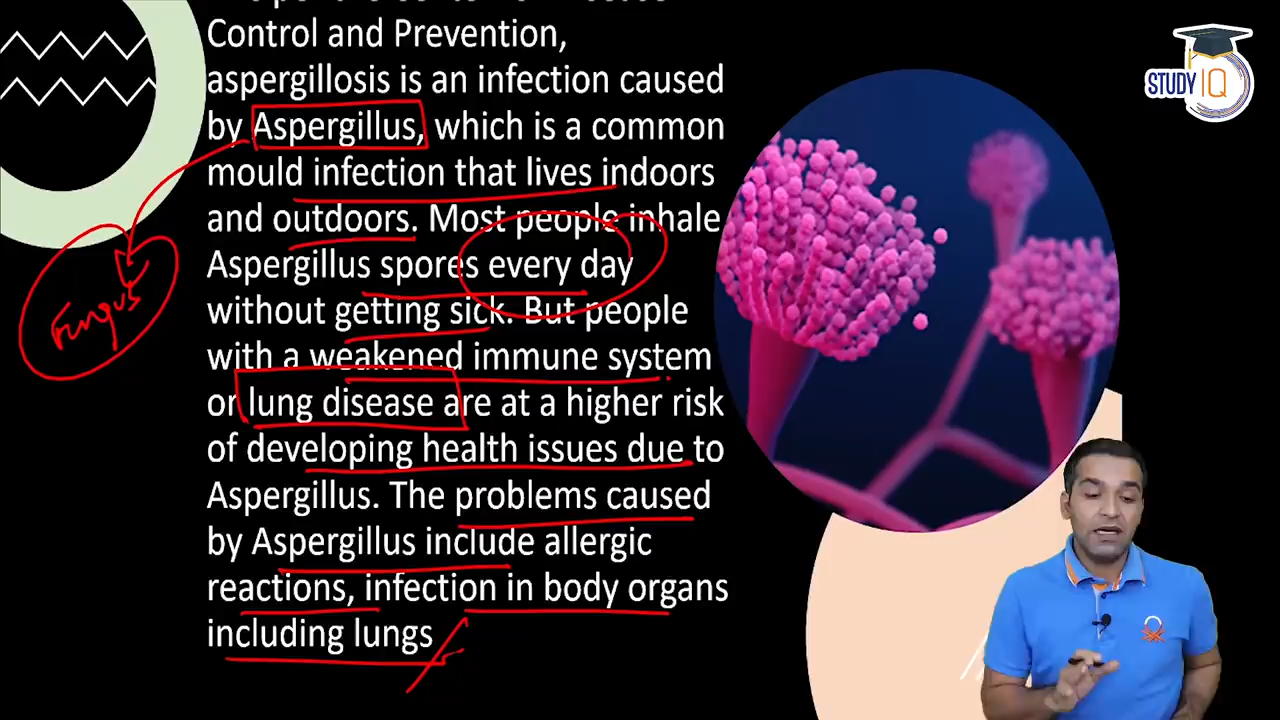 Control and Prevention,
aspergillosis is an infection caused
by Aspergillus, which is a common
mould infection that lives indoors
and outdoors. Most people inhale
Aspergillus spores every day
without getting sick. But people
with a weakened immune system
or lung disease are at a higher risk
of developing health issues due to
Aspergillus. The problems caused
by Aspergillus include allergic
reactions, infection in body organs
including lungs
Fungus
STUDY IQ